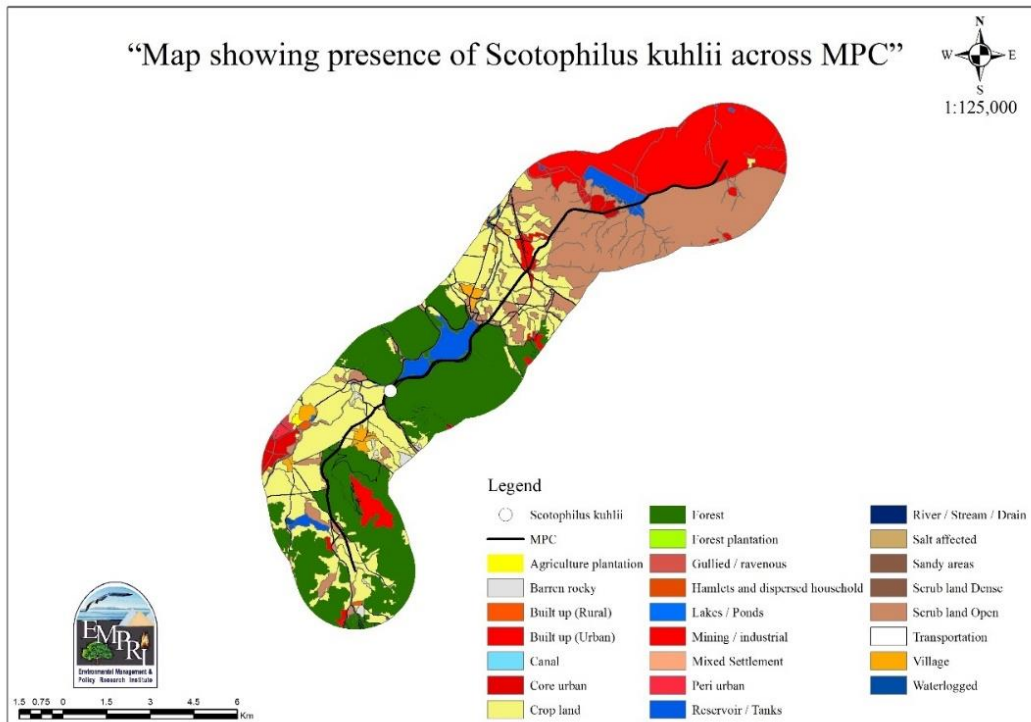 “Map showing presence of Scotophilus kuhlii across MPC”
N
W E
S
1:125,000
Legend
Scotophilus kuhlii
MPC
Agriculture plantation
Barren rocky
Built up (Rural)
Built up (Urban)
Canal
Core urban
Crop land
Forest
Forest plantation
Gullied / ravenous
Hamlets and dispersed household
Lakes / Ponds
Mining / industrial
Mixed Settlement
Peri urban
Reservoir / Tanks
River / Stream / Drain
Salt affected
Sandy areas
Scrub land Dense
Scrub land Open
Transportation
Village
Waterlogged
EMPRI
Environmental Management &
Policy Research Institute
1.5 0.75 0 1.5 3 4.5 6
Km